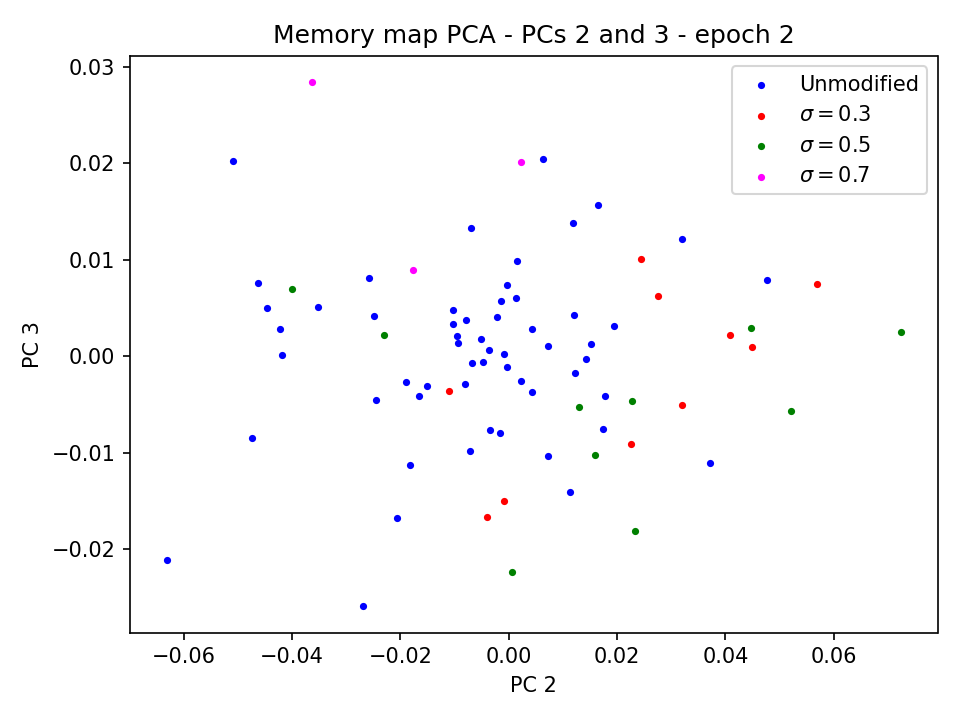 Memory map PCA - PCs 2 and 3 - epoch 2
Unmodified
σ = 0.3
σ = 0.5
σ = 0.7
PC 3
0.03
0.02
0.01
0.00
−0.01
−0.02
−0.06 −0.04 −0.02 0.00 0.02 0.04 0.06
PC 2